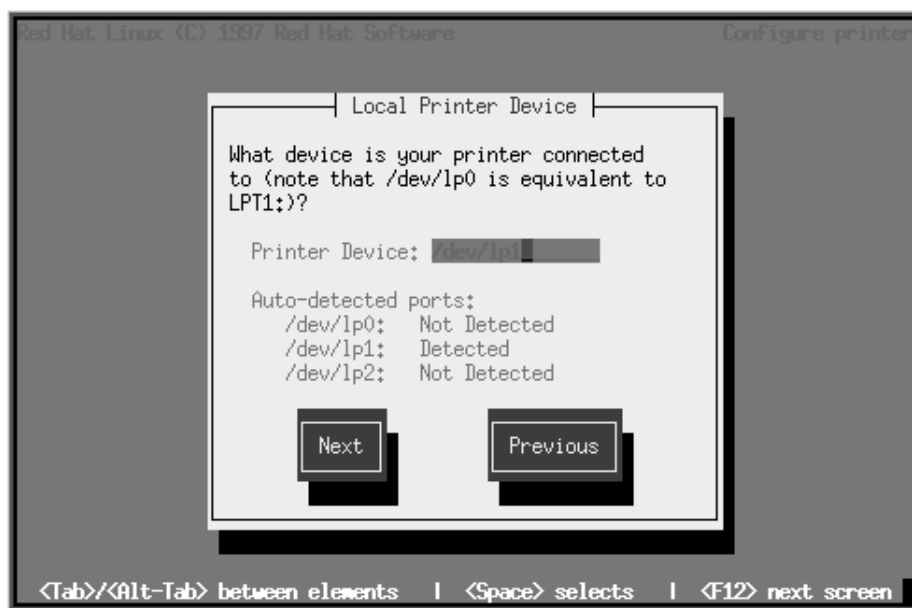 Red Hat Linux (C) 1997 Red Hat Software Configure printer
Local Printer Device
What device is your printer connected
to (note that /dev/lp0 is equivalent to
LPT1:)?
Printer Device: /dev/lp1
Auto-detected ports:
/dev/lp0: Not Detected
/dev/lp1: Detected
/dev/lp2: Not Detected
Next Previous
<Tab>/<Alt-Tab> between elements | <Space> selects | <F12> next screen